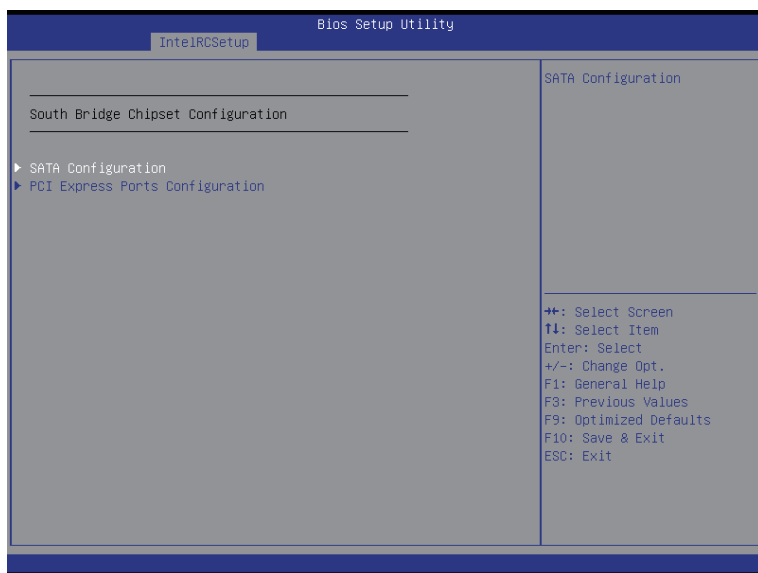 Bios Setup Utility
IntelRCSetup
South Bridge Chipset Configuration
SATA Configuration
PCI Express Ports Configuration
SATA Configuration
→←: Select Screen
↑↓: Select Item
Enter: Select
+/-: Change Opt.
F1: General Help
F3: Previous Values
F9: Optimized Defaults
F10: Save & Exit
ESC: Exit